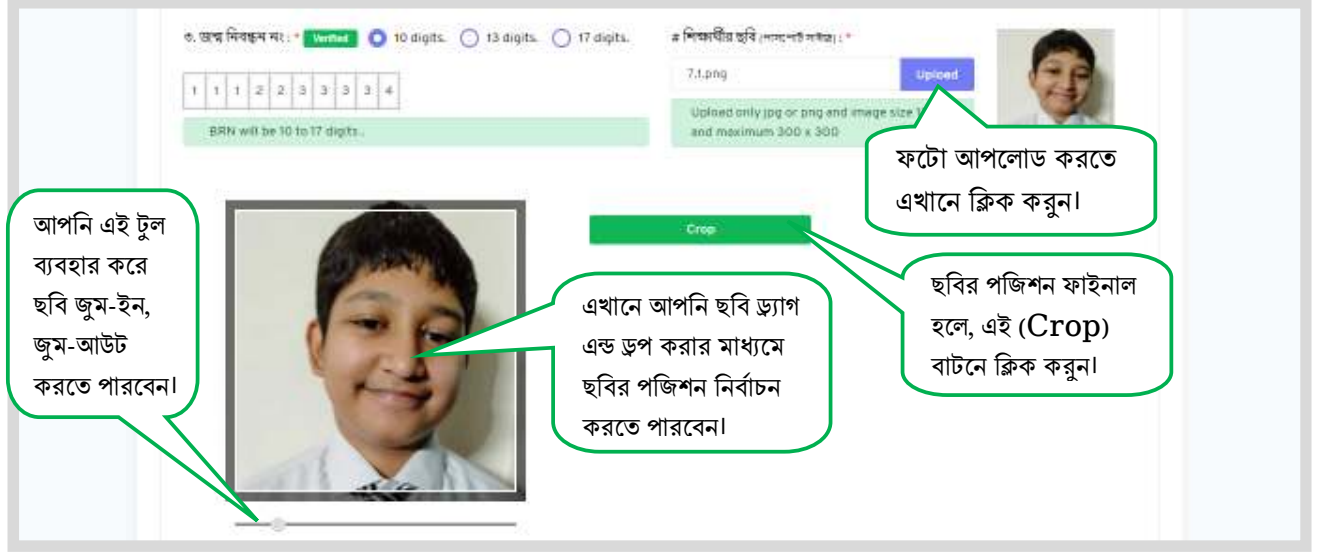 ৩. জন্ম নিবন্ধন নং : * Verified 10 digits. 13 digits. 17 digits.
1 1 1 2 2 3 3 3 3 4
BRN will be 10 to 17 digits..
# শিক্ষার্থীর ছবি (পাসপোর্ট সাইজ) : *
7.1.png Upload
Upload only jpg or png and image size
and maximum 300 x 300
ফটো আপলোড করতে
এখানে ক্লিক করুন।
আপনি এই টুল
ব্যবহার করে
ছবি জুম-ইন,
জুম-আউট
করতে পারবেন।
Crop
এখানে আপনি ছবি ড্র্যাগ
এন্ড ড্রপ করার মাধ্যমে
ছবির পজিশন নির্বাচন
করতে পারবেন।
ছবির পজিশন ফাইনাল
হলে, এই (Crop)
বাটনে ক্লিক করুন।